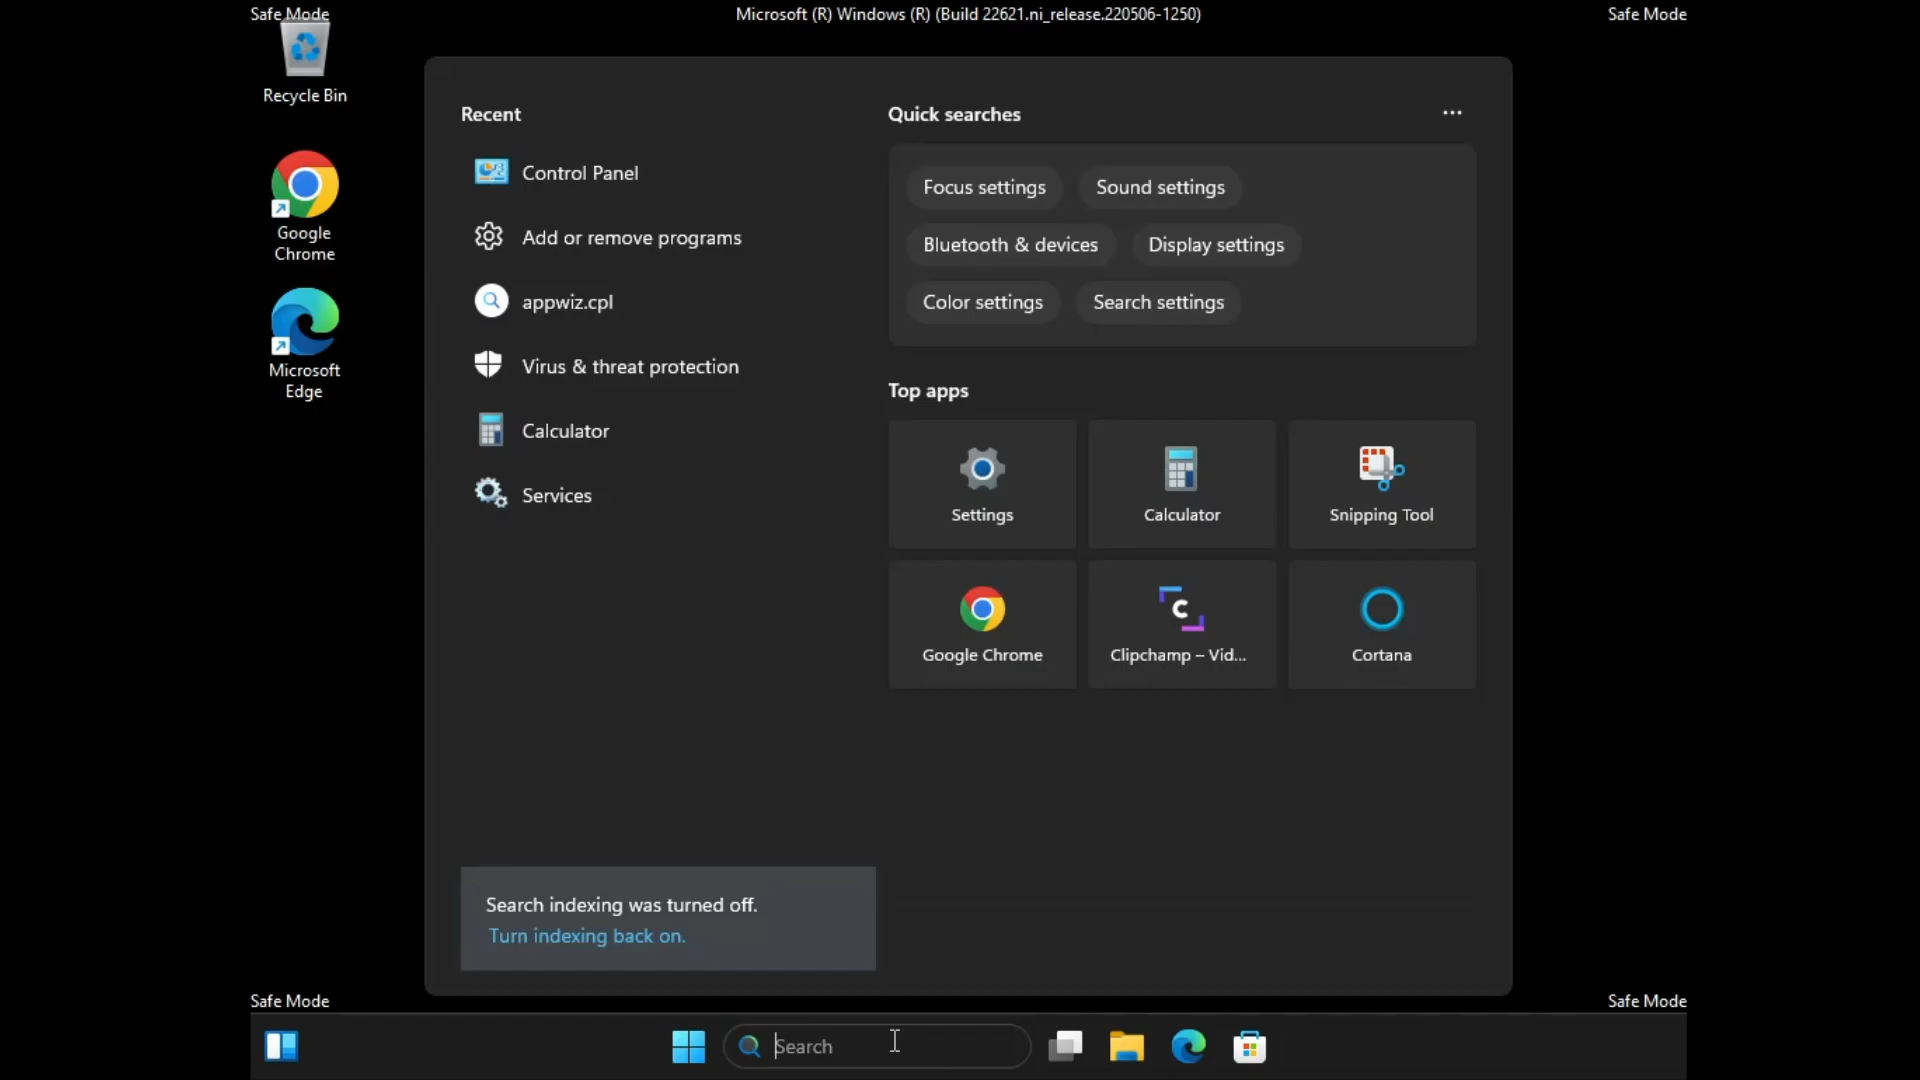 Safe Mode
Microsoft (R) Windows (R) (Build 22621.ni_release.220506-1250)
Safe Mode
Recycle Bin
Google
Chrome
Microsoft
Edge
Recent
Control Panel
Add or remove programs
appwiz.cpl
Virus & threat protection
Calculator
Services
Quick searches
Focus settings
Sound settings
Bluetooth & devices
Display settings
Color settings
Search settings
Top apps
Settings
Calculator
Snipping Tool
Google Chrome
Clipchamp – Vid...
Cortana
Search indexing was turned off.
Turn indexing back on.
Safe Mode
Safe Mode
Search